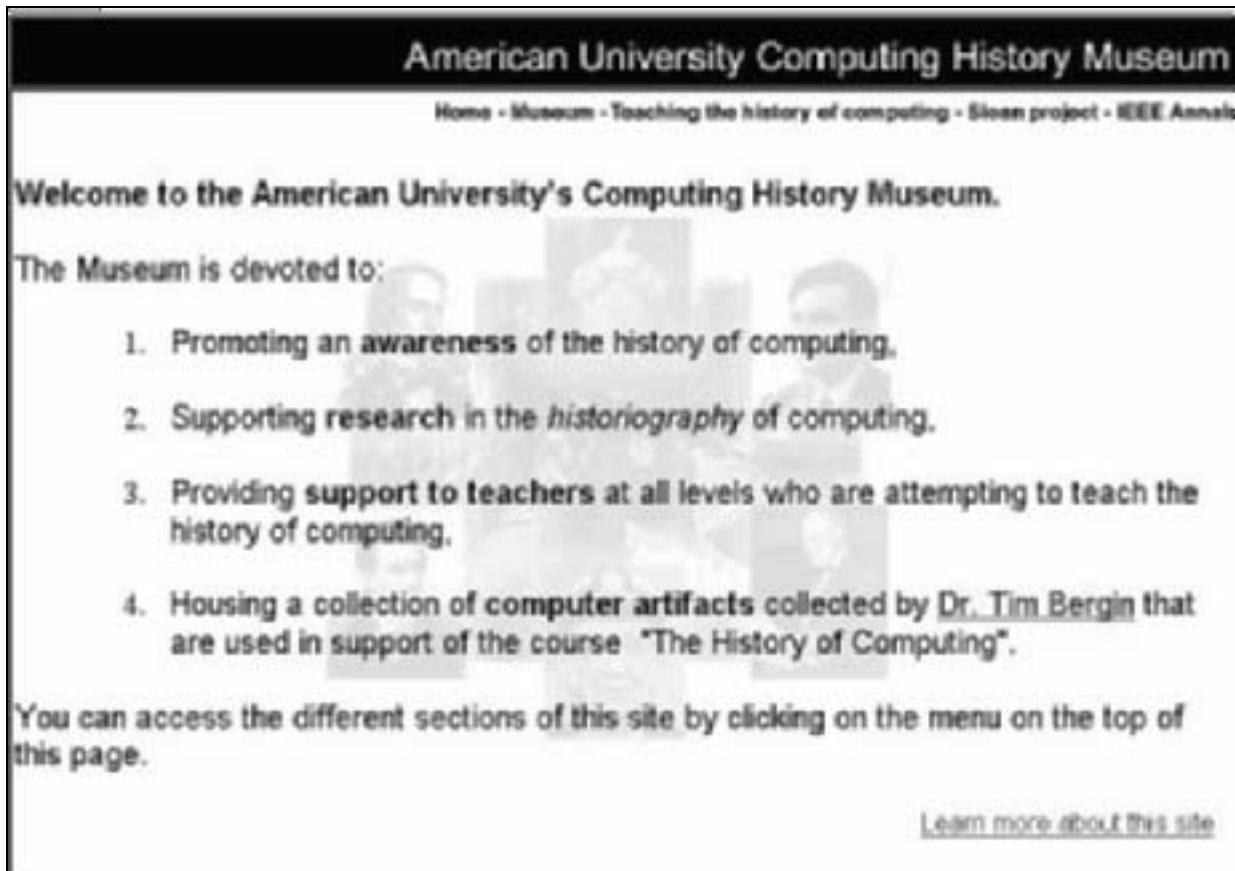 American University Computing History Museum
Home - Museum - Teaching the history of computing - Sloan project - IEEE Annals
Welcome to the American University's Computing History Museum.
The Museum is devoted to:
1. Promoting an awareness of the history of computing,
2. Supporting research in the historiography of computing,
3. Providing support to teachers at all levels who are attempting to teach the
history of computing,
4. Housing a collection of computer artifacts collected by Dr. Tim Bergin that
are used in support of the course "The History of Computing".
You can access the different sections of this site by clicking on the menu on the top of
this page.
Learn more about this site